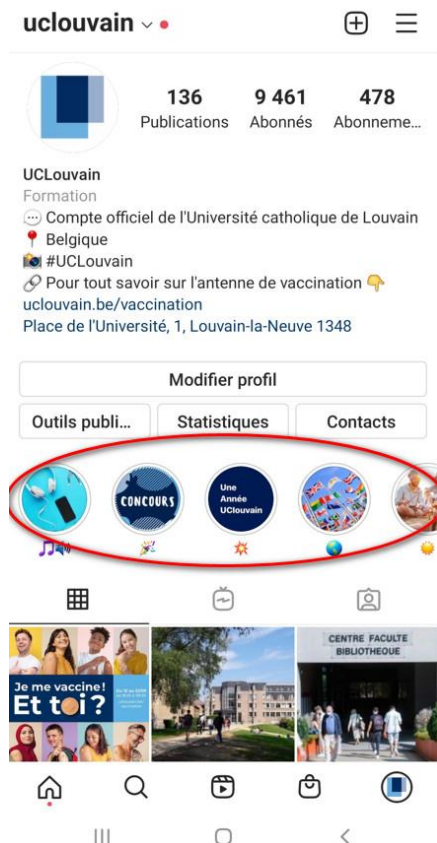 uclouvain
136 9 461 478
Publications Abonnés Abonneme...
UCLouvain
Formation
💬 Compte officiel de l'Université catholique de Louvain
📍 Belgique
📸 #UCLouvain
🔗 Pour tout savoir sur l'antenne de vaccination 👇
uclouvain.be/vaccination
Place de l'Université, 1, Louvain-la-Neuve 1348
Modifier profil
Outils publi... Statistiques Contacts
CONCOURS
Une
Année
UClouvain
🎵🔊 🎉 💥 🌍 ☀️
Je me vaccine!
Et toi?
CENTRE FACULTE
BIBLIOTHEQUE